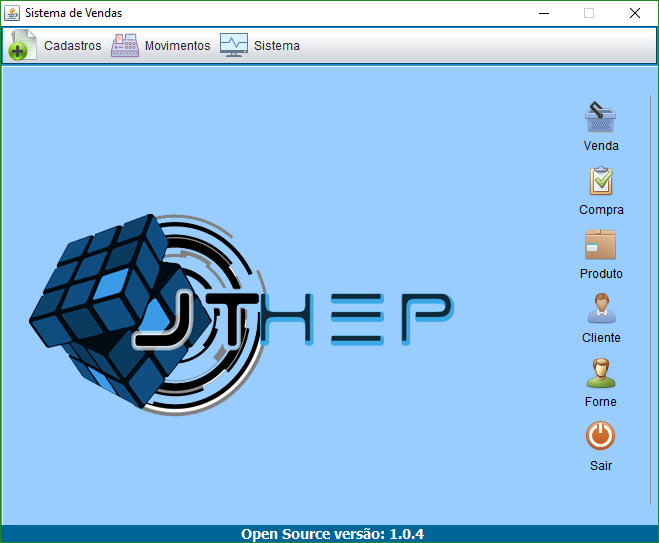 Sistema de Vendas
Cadastros Movimentos Sistema
Venda
Compra
Produto
Cliente
Forne
Sair
JTHEP
Open Source versão: 1.0.4